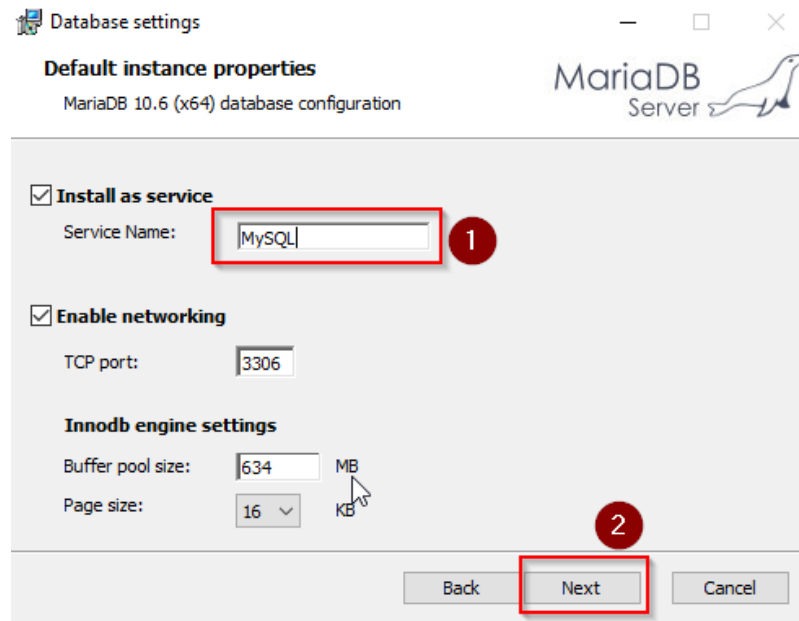 Database settings
Default instance properties
MariaDB 10.6 (x64) database configuration
MariaDB
Server
Install as service
Service Name: MySQL
1
Enable networking
TCP port: 3306
Innodb engine settings
Buffer pool size: 634 MB
Page size: 16 KB
2
Back Next Cancel